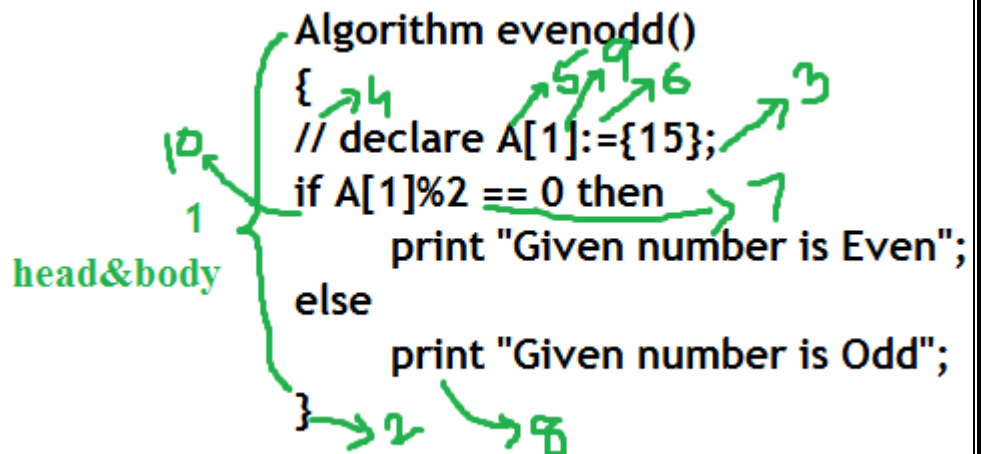 Algorithm evenodd()
{ 4 5 9 6 3
// declare A[1]:={15};
10 if A[1]%2 == 0 then 7
1 print "Given number is Even";
head&body
else
print "Given number is Odd";
} 2 8